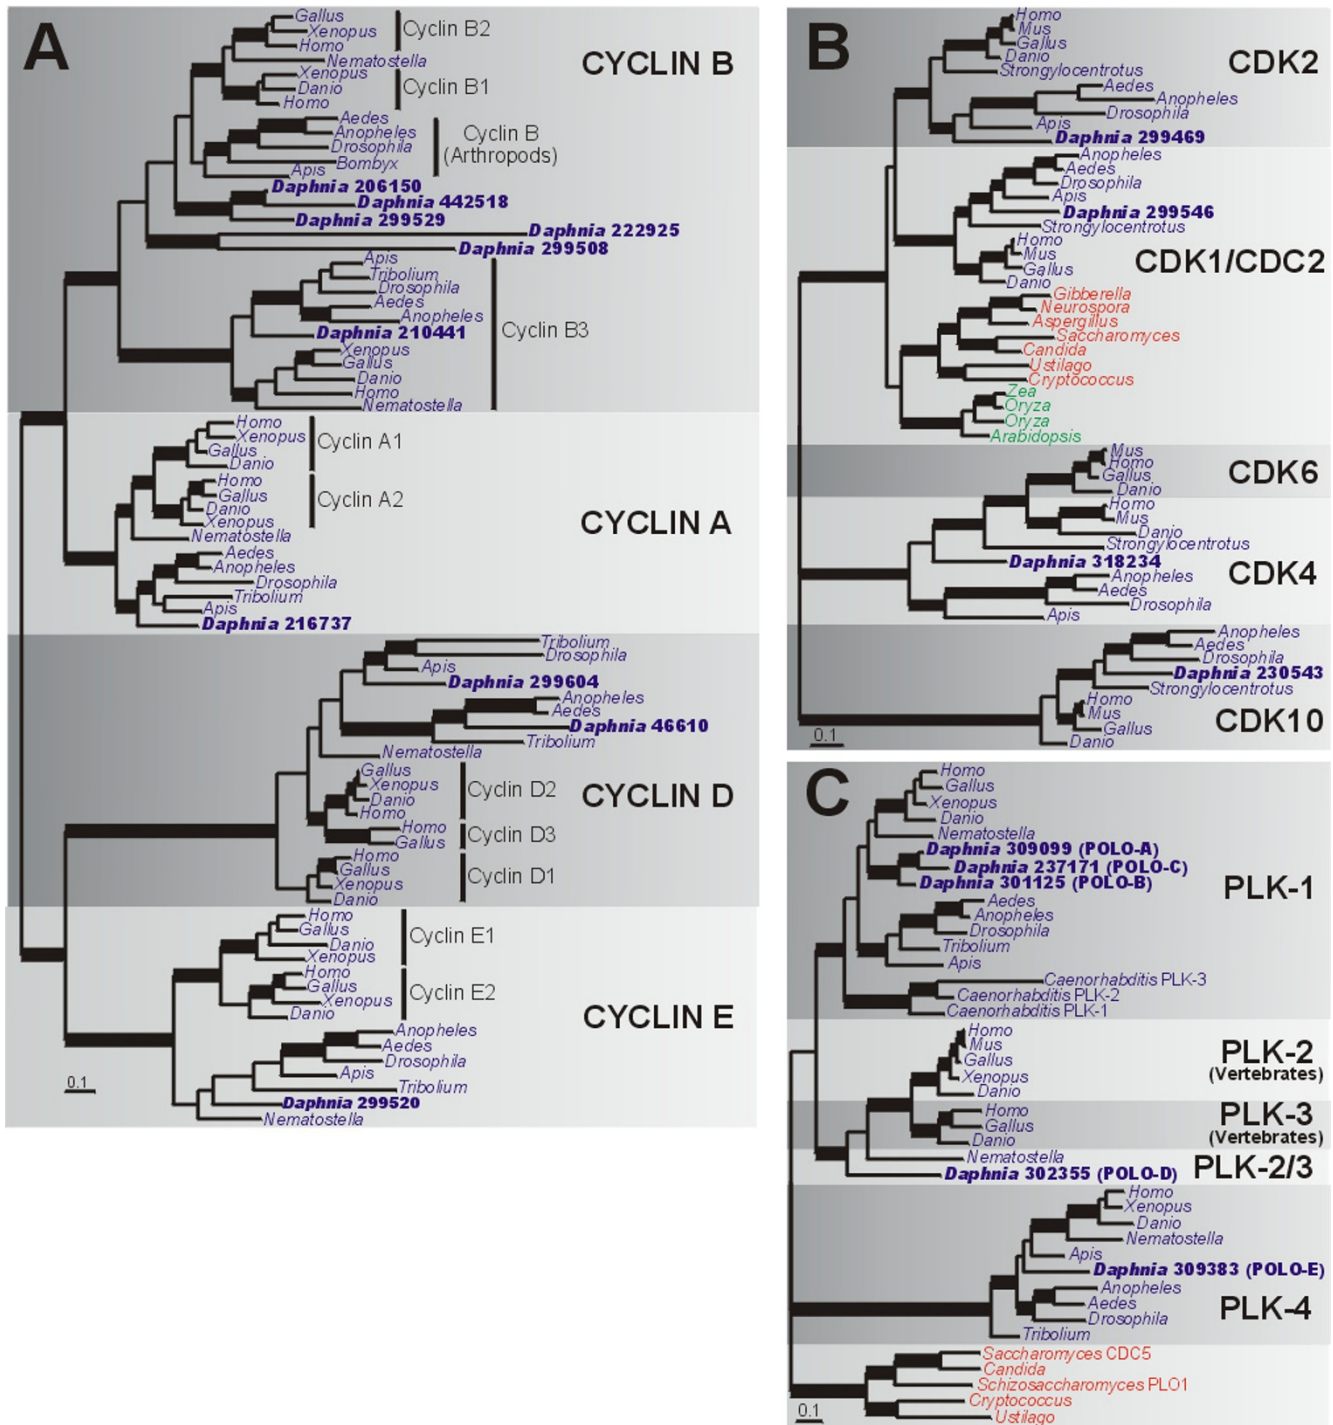 A
Gallus
Xenopus
Homo
Cyclin B2
Nematostella
Xenopus
Danio
Homo
Cyclin B1
CYCLIN B
Aedes
Anopheles
Drosophila
Bombyx
Apis
Cyclin B
(Arthropods)
Daphnia 206150
Daphnia 442518
Daphnia 299529
Daphnia 222925
Daphnia 299508
Apis
Tribolium
Drosophila
Aedes
Anopheles
Daphnia 210441
Xenopus
Gallus
Danio
Homo
Nematostella
Cyclin B3
Homo
Xenopus
Gallus
Danio
Cyclin A1
Homo
Gallus
Danio
Xenopus
Cyclin A2
Nematostella
CYCLIN A
Aedes
Anopheles
Drosophila
Tribolium
Apis
Daphnia 216737
Tribolium
Drosophila
Apis
Daphnia 299604
Anopheles
Aedes
Daphnia 46610
Tribolium
Nematostella
Gallus
Xenopus
Danio
Homo
Cyclin D2
CYCLIN D
Homo
Gallus
Cyclin D3
Homo
Gallus
Xenopus
Danio
Cyclin D1
Homo
Gallus
Danio
Xenopus
Cyclin E1
Homo
Gallus
Xenopus
Danio
Cyclin E2
CYCLIN E
Anopheles
Aedes
Drosophila
Apis
Tribolium
Daphnia 299520
Nematostella
0.1
B
Homo
Mus
Gallus
Danio
Strongylocentrotus
CDK2
Aedes
Anopheles
Drosophila
Apis
Daphnia 299469
Anopheles
Aedes
Drosophila
Apis
Daphnia 299546
Strongylocentrotus
Homo
Mus
Gallus
Danio
CDK1/CDC2
Gibberella
Neurospora
Aspergillus
Saccharomyces
Candida
Ustilago
Cryptococcus
Zea
Oryza
Oryza
Arabidopsis
Mus
Homo
Gallus
Danio
CDK6
Homo
Mus
Danio
Strongylocentrotus
Daphnia 318234
CDK4
Anopheles
Aedes
Drosophila
Apis
Anopheles
Aedes
Drosophila
Daphnia 230543
Strongylocentrotus
Homo
Mus
Gallus
Danio
CDK10
0.1
C
Homo
Gallus
Xenopus
Danio
Nematostella
Daphnia 309099 (POLO-A)
Daphnia 237171 (POLO-C)
Daphnia 301125 (POLO-B)
PLK-1
Aedes
Anopheles
Drosophila
Tribolium
Apis
Caenorhabditis PLK-3
Caenorhabditis PLK-2
Caenorhabditis PLK-1
Homo
Mus
Gallus
Xenopus
Danio
PLK-2
(Vertebrates)
Homo
Gallus
Danio
PLK-3
(Vertebrates)
Nematostella
Daphnia 302355 (POLO-D)
PLK-2/3
Homo
Xenopus
Danio
Nematostella
Apis
Daphnia 309383 (POLO-E)
Anopheles
Aedes
Drosophila
Tribolium
PLK-4
Saccharomyces CDC5
Candida
Schizosaccharomyces PLO1
Cryptococcus
Ustilago
0.1